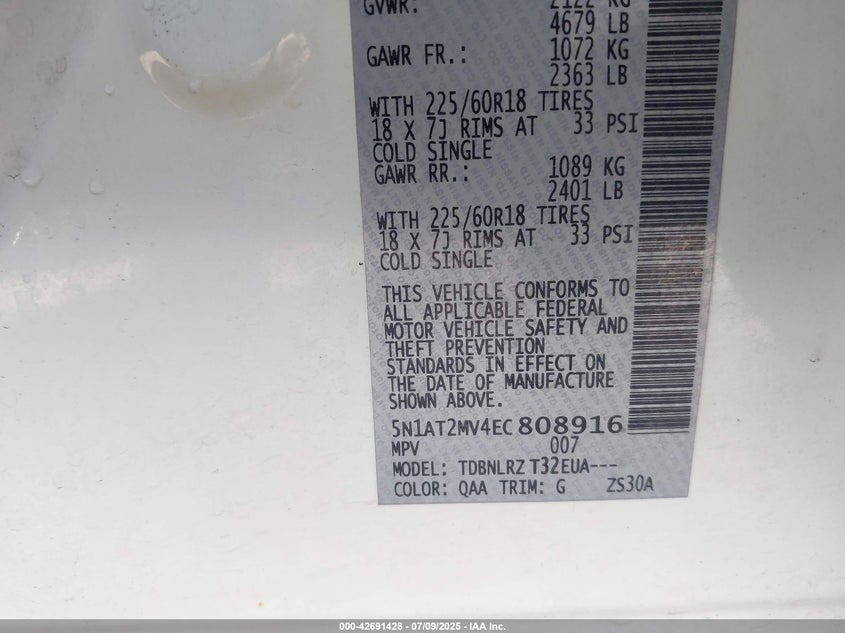 GVWR: 2122 KG
4679 LB
GAWR FR.: 1072 KG
2363 LB
WITH 225/60R18 TIRES
18 X 7J RIMS AT 33 PSI
COLD SINGLE
GAWR RR.: 1089 KG
2401 LB
WITH 225/60R18 TIRES
18 X 7J RIMS AT 33 PSI
COLD SINGLE
THIS VEHICLE CONFORMS TO
ALL APPLICABLE FEDERAL
MOTOR VEHICLE SAFETY AND
THEFT PREVENTION
STANDARDS IN EFFECT ON
THE DATE OF MANUFACTURE
SHOWN ABOVE.
5N1AT2MV4EC808916
MPV 007
MODEL: TDBNLRZ T32EUA---
COLOR: QAA TRIM: G ZS30A
000-42691428 - 07/09/2025 - IAA Inc.